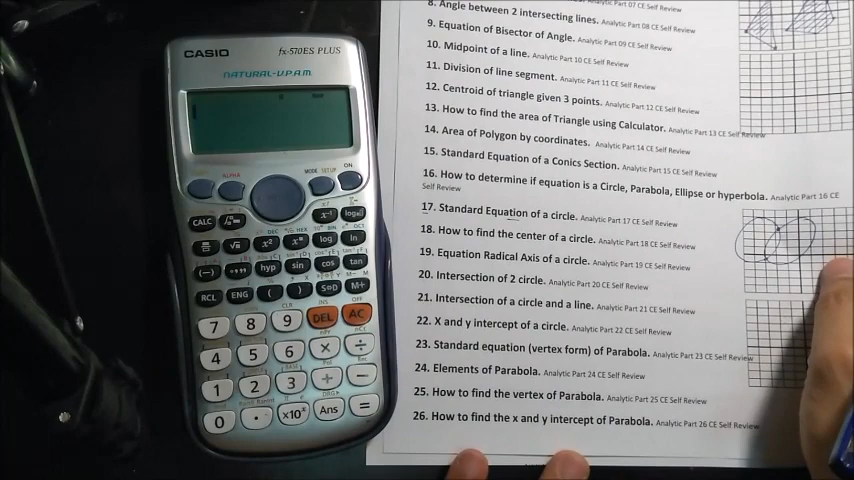 CASIO
fx-570ES PLUS
NATURAL-V.P.A.M.
ALPHA
MODE SETUP
ON
CALC
log
ln
hyp
sin
cos
tan
RCL
ENG
(
)
S⇔D
M+
7
8
9
DEL
AC
4
5
6
×
÷
1
2
3
+
−
0
.
×10ˣ
Ans
=
8. Angle between 2 intersecting lines. Analytic Part 08 CE Self Review
9. Equation of Bisector of Angle. Analytic Part 09 CE Self Review
10. Midpoint of a line. Analytic Part 10 CE Self Review
11. Division of line segment. Analytic Part 11 CE Self Review
12. Centroid of triangle given 3 points. Analytic Part 12 CE Self Review
13. How to find the area of Triangle using Calculator. Analytic Part 13 CE Self Review
14. Area of Polygon by coordinates. Analytic Part 14 CE Self Review
15. Standard Equation of a Conics Section. Analytic Part 15 CE Self Review
16. How to determine if equation is a Circle, Parabola, Ellipse or hyperbola. Analytic Part 16 CE
Self Review
17. Standard Equation of a circle. Analytic Part 17 CE Self Review
18. How to find the center of a circle. Analytic Part 18 CE Self Review
19. Equation Radical Axis of a circle. Analytic Part 19 CE Self Review
20. Intersection of 2 circle. Analytic Part 20 CE Self Review
21. Intersection of a circle and a line. Analytic Part 21 CE Self Review
22. X and y intercept of a circle. Analytic Part 22 CE Self Review
23. Standard equation (vertex form) of Parabola. Analytic Part 23 CE Self Review
24. Elements of Parabola. Analytic Part 24 CE Self Review
25. How to find the vertex of Parabola. Analytic Part 25 CE Self Review
26. How to find the x and y intercept of Parabola. Analytic Part 26 CE Self Review